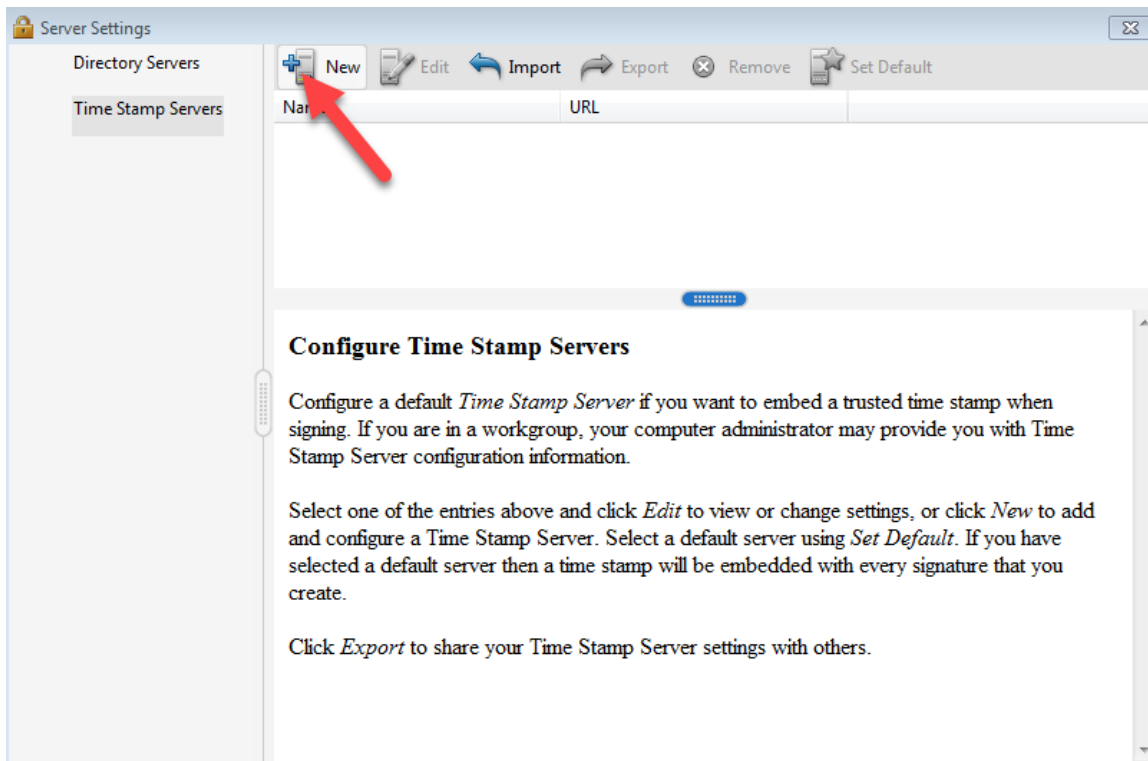 Server Settings
Directory Servers
Time Stamp Servers
New Edit Import Export Remove Set Default
URL
Configure Time Stamp Servers
Configure a default Time Stamp Server if you want to embed a trusted time stamp when
signing. If you are in a workgroup, your computer administrator may provide you with Time
Stamp Server configuration information.
Select one of the entries above and click Edit to view or change settings, or click New to add
and configure a Time Stamp Server. Select a default server using Set Default. If you have
selected a default server then a time stamp will be embedded with every signature that you
create.
Click Export to share your Time Stamp Server settings with others.